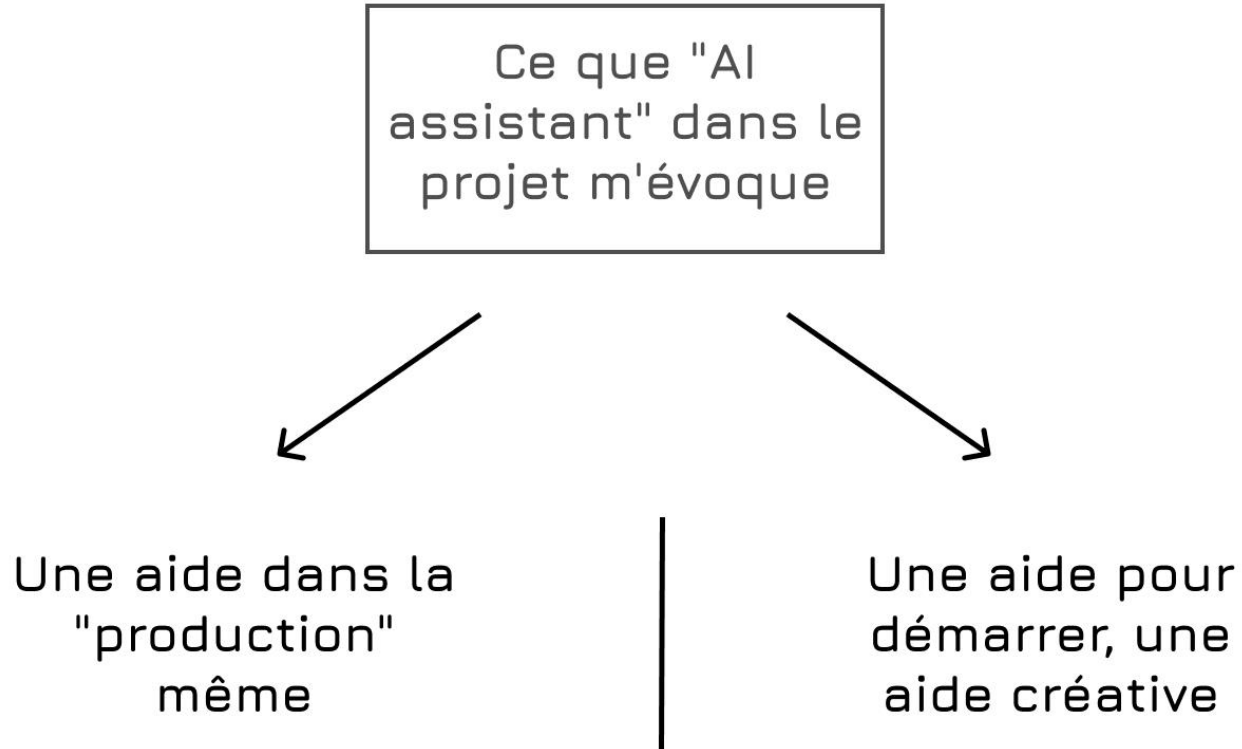 Ce que "AI
assistant" dans le
projet m'évoque
Une aide dans la
"production"
même
Une aide pour
démarrer, une
aide créative